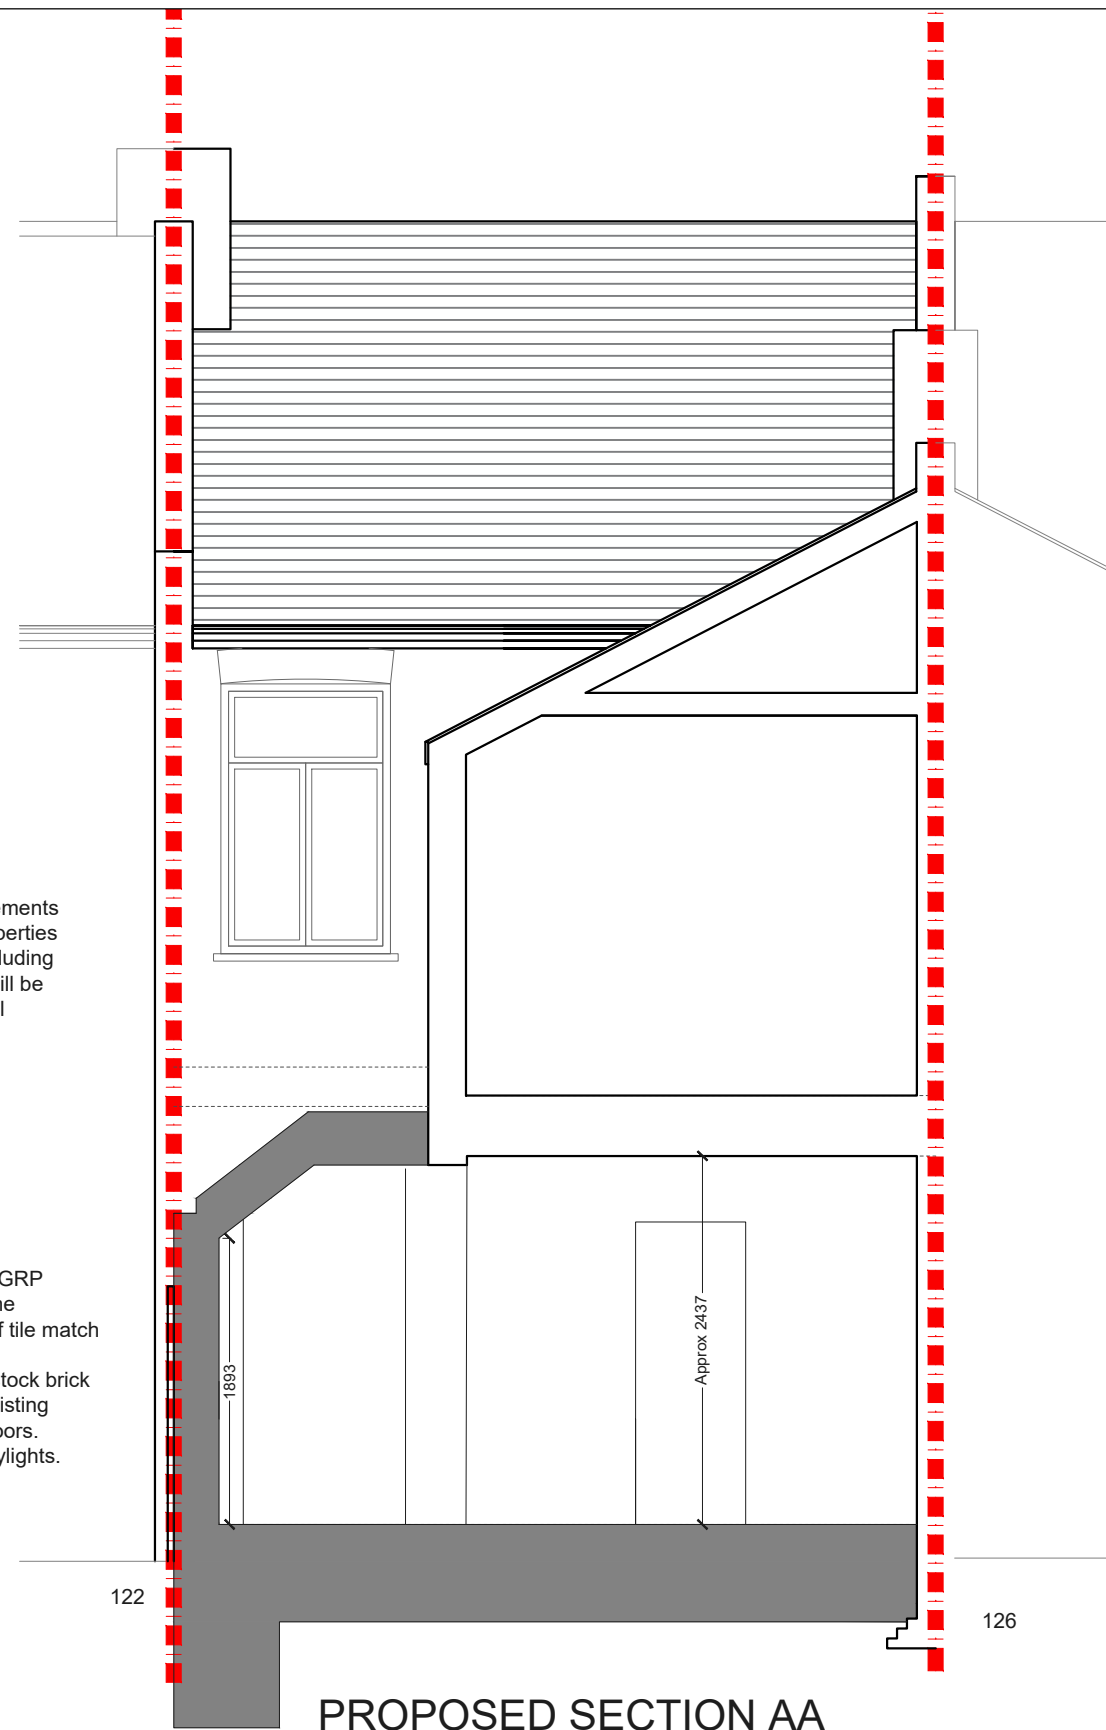 ements
perties
luding
ill be
l
GRP
ne
f tile match
tock brick
isting
oors.
ylights.
1893
Approx 2437
122
126
PROPOSED SECTION AA